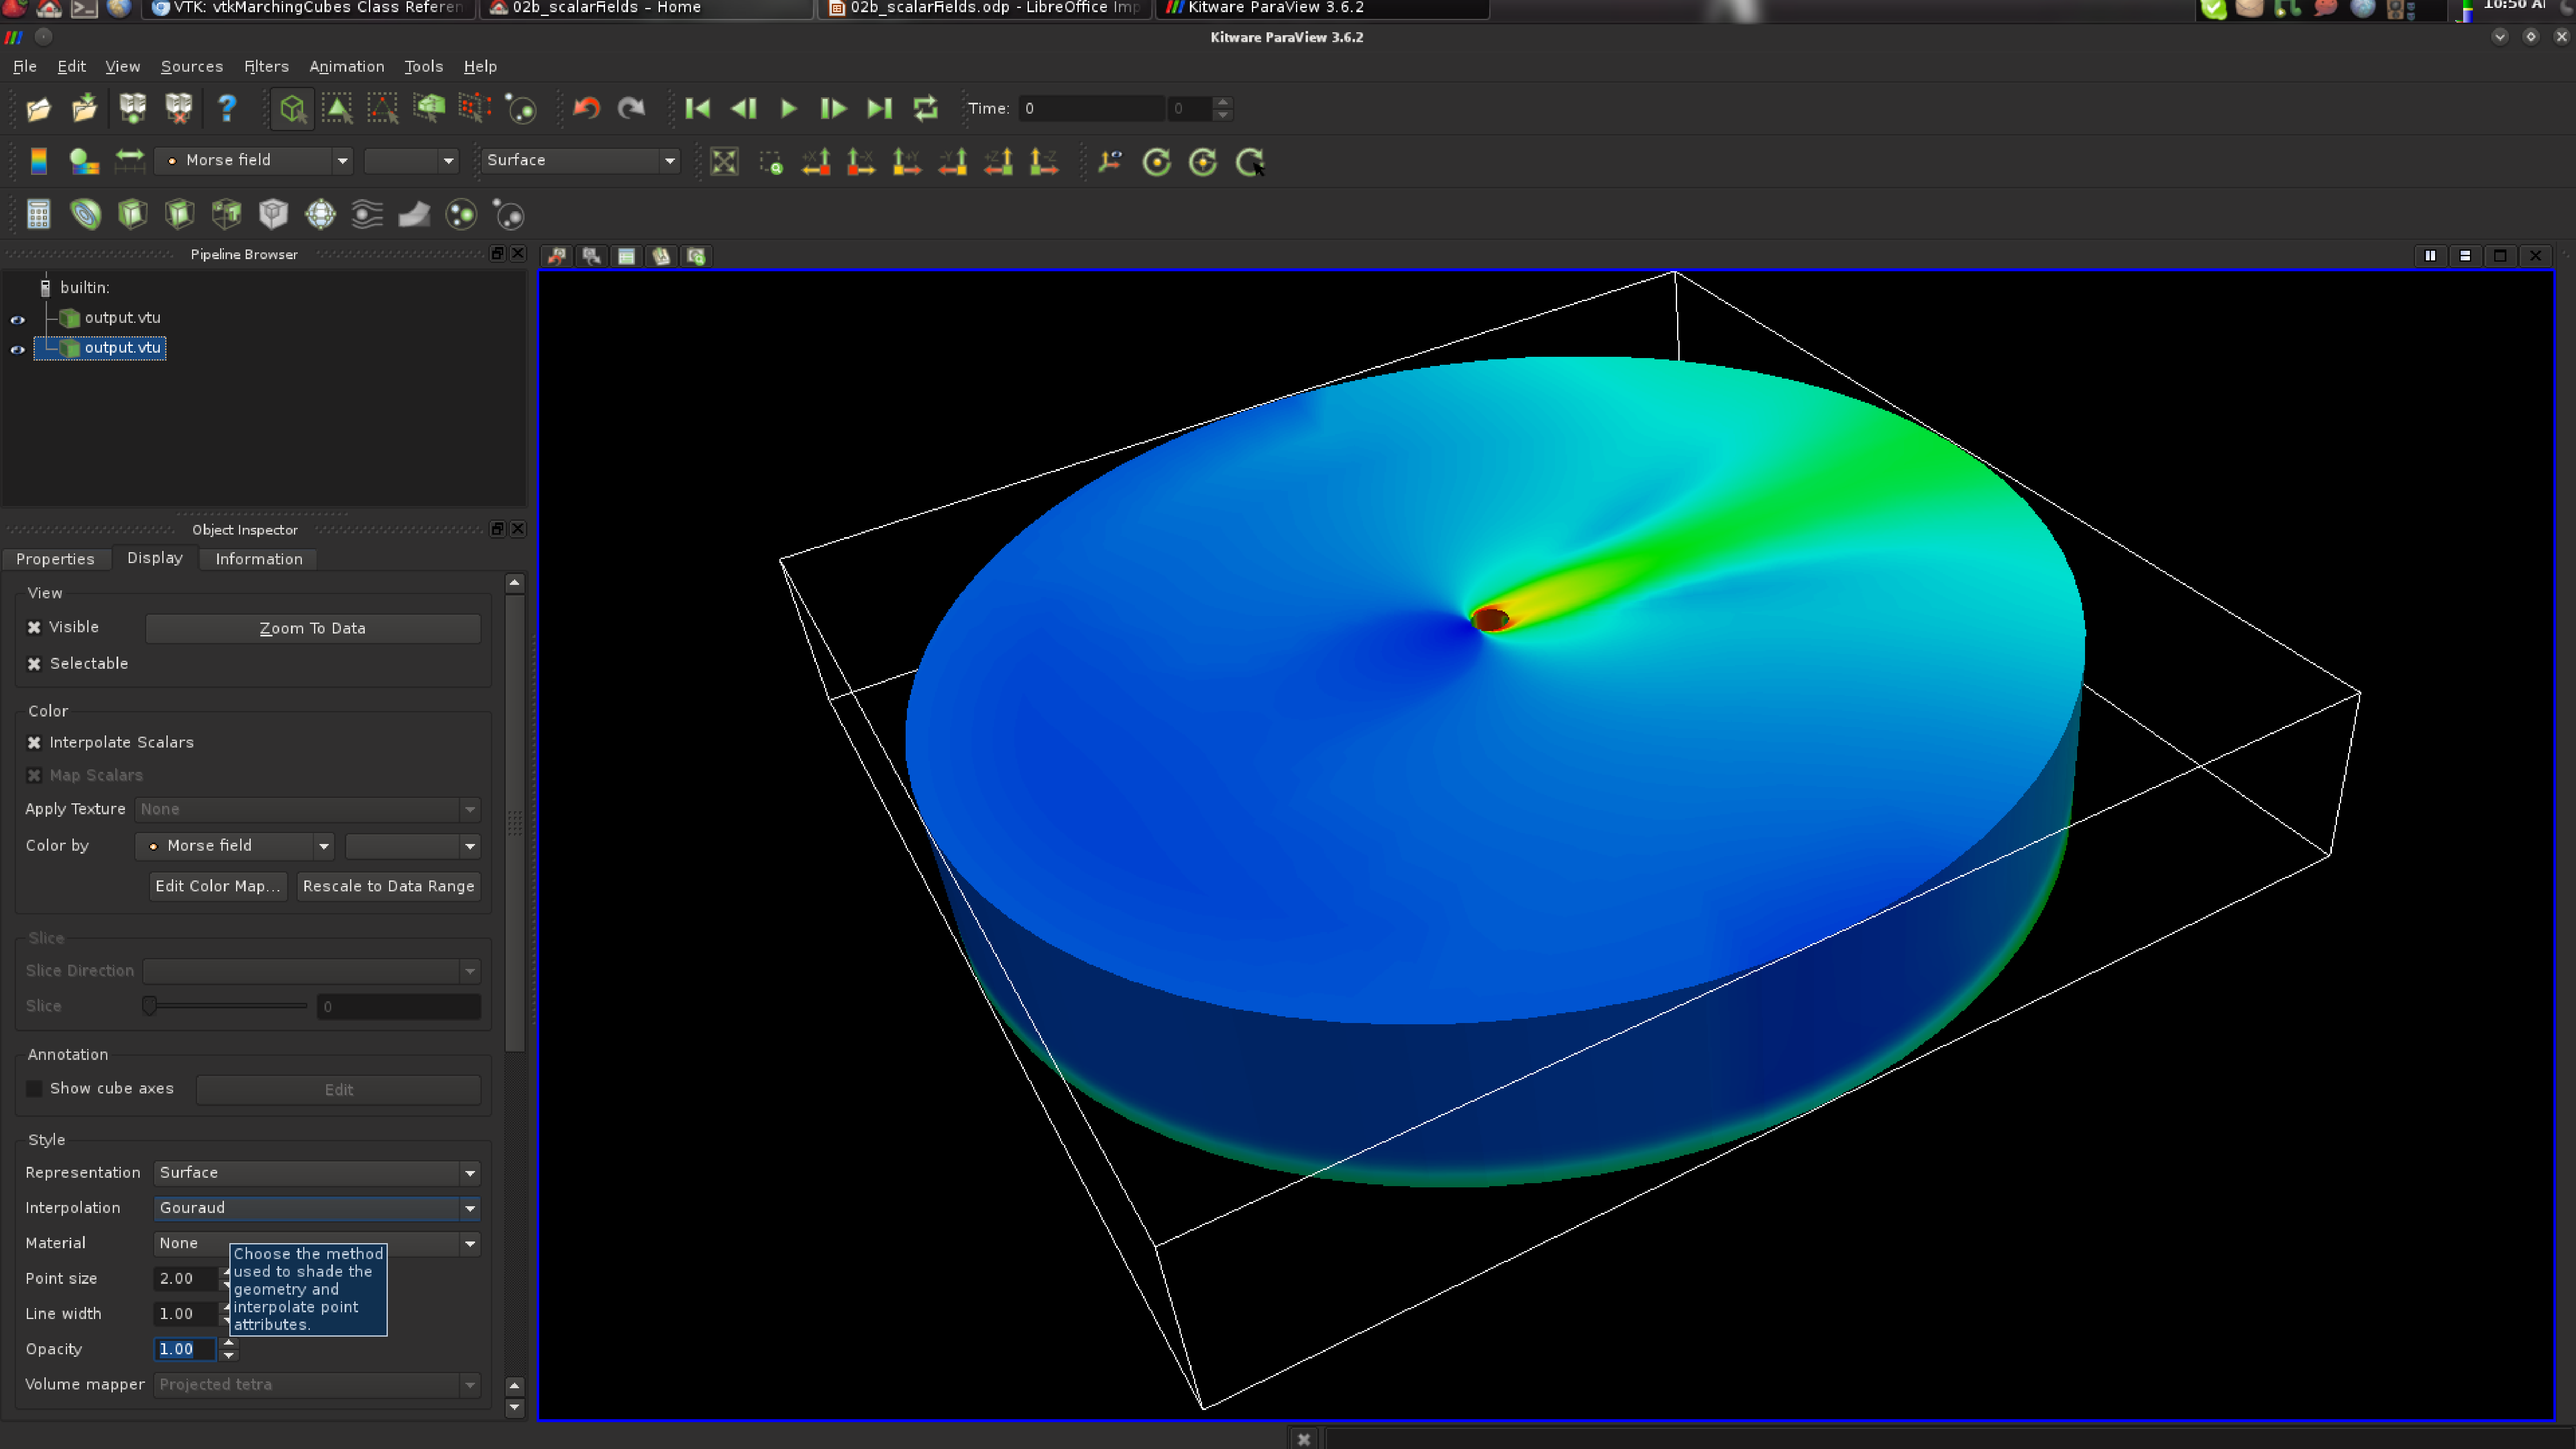 VTK: vtkMarchingCubes Class Referen
02b_scalarFields – Home
02b_scalarFields.odp - LibreOffice Imp
Kitware ParaView 3.6.2
Kitware ParaView 3.6.2
File Edit View Sources Filters Animation Tools Help
Time: 0 0
Morse field Surface +X -X +Y -Y +Z -Z
Pipeline Browser
builtin:
output.vtu
output.vtu
Object Inspector
Properties Display Information
View
Visible Zoom To Data
Selectable
Color
Interpolate Scalars
Map Scalars
Apply Texture None
Color by Morse field
Edit Color Map... Rescale to Data Range
Slice
Slice Direction
Slice 0
Annotation
Show cube axes Edit
Style
Representation Surface
Interpolation Gouraud
Material None
Choose the method
used to shade the
geometry and
interpolate point
attributes.
Point size 2.00
Line width 1.00
Opacity 1.00
Volume mapper Projected tetra